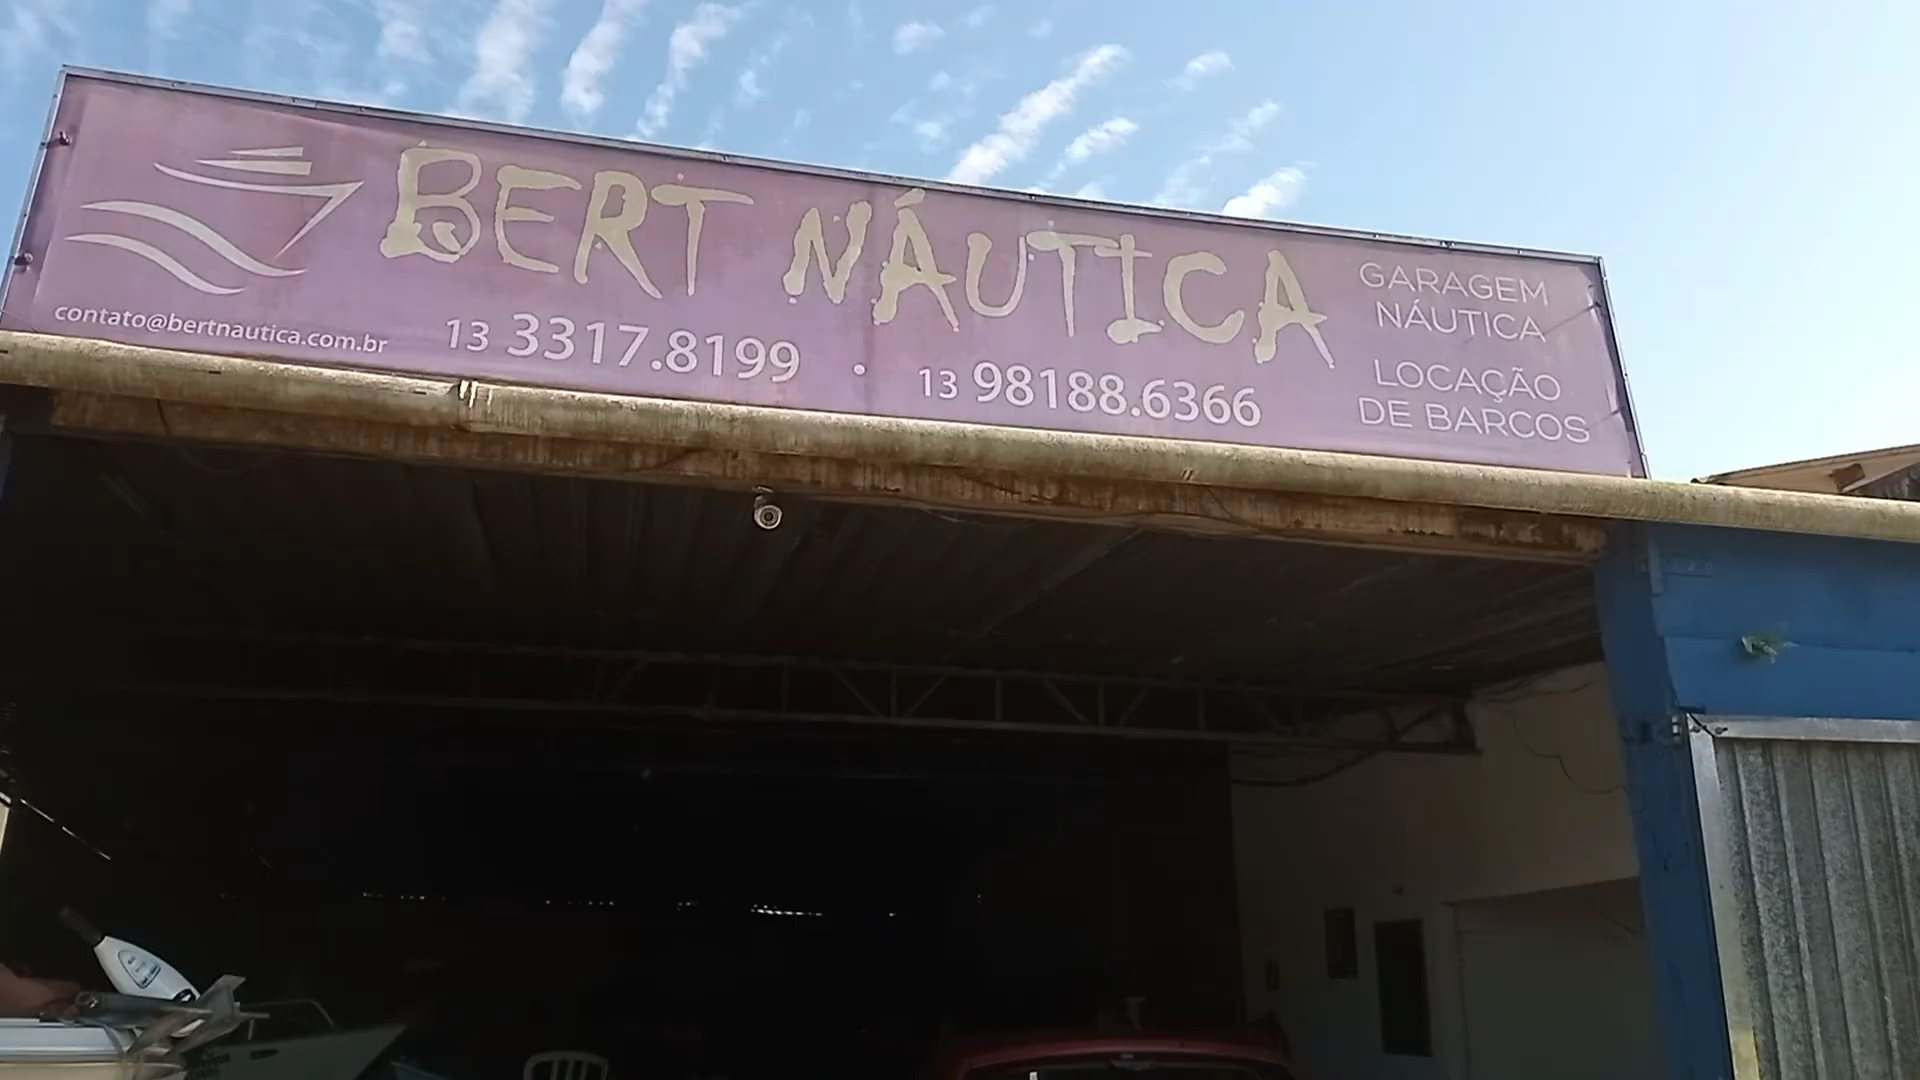 BERT NÁUTICA
contato@bertnautica.com.br
13 3317.8199 • 13 98188.6366
GARAGEM
NÁUTICA
LOCAÇÃO
DE BARCOS